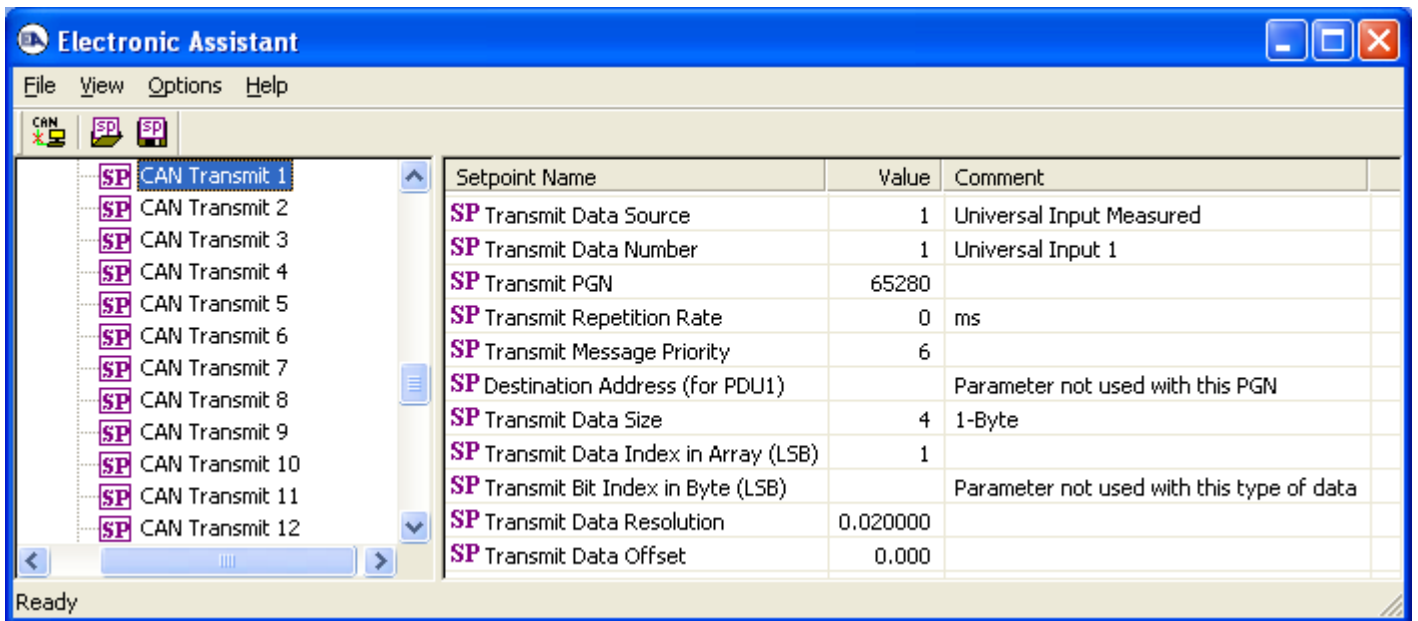 Electronic Assistant
File View Options Help
CAN
SP SP
SP CAN Transmit 1
SP CAN Transmit 2
SP CAN Transmit 3
SP CAN Transmit 4
SP CAN Transmit 5
SP CAN Transmit 6
SP CAN Transmit 7
SP CAN Transmit 8
SP CAN Transmit 9
SP CAN Transmit 10
SP CAN Transmit 11
SP CAN Transmit 12
Setpoint Name Value Comment
SP Transmit Data Source 1 Universal Input Measured
SP Transmit Data Number 1 Universal Input 1
SP Transmit PGN 65280
SP Transmit Repetition Rate 0 ms
SP Transmit Message Priority 6
SP Destination Address (for PDU1) Parameter not used with this PGN
SP Transmit Data Size 4 1-Byte
SP Transmit Data Index in Array (LSB) 1
SP Transmit Bit Index in Byte (LSB) Parameter not used with this type of data
SP Transmit Data Resolution 0.020000
SP Transmit Data Offset 0.000
Ready